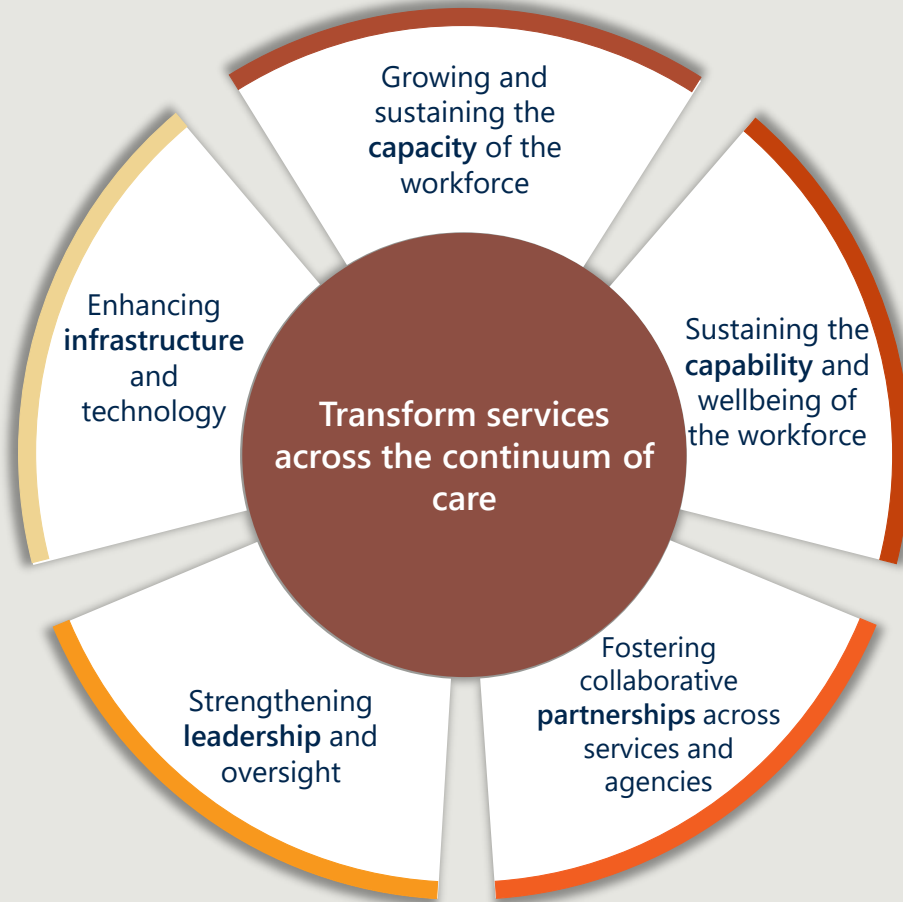 Growing and
sustaining the
capacity of the
workforce
Sustaining the
capability and
wellbeing of
the workforce
Fostering
collaborative
partnerships across
services and
agencies
Strengthening
leadership and
oversight
Enhancing
infrastructure
and
technology
Transform services
across the continuum of
care